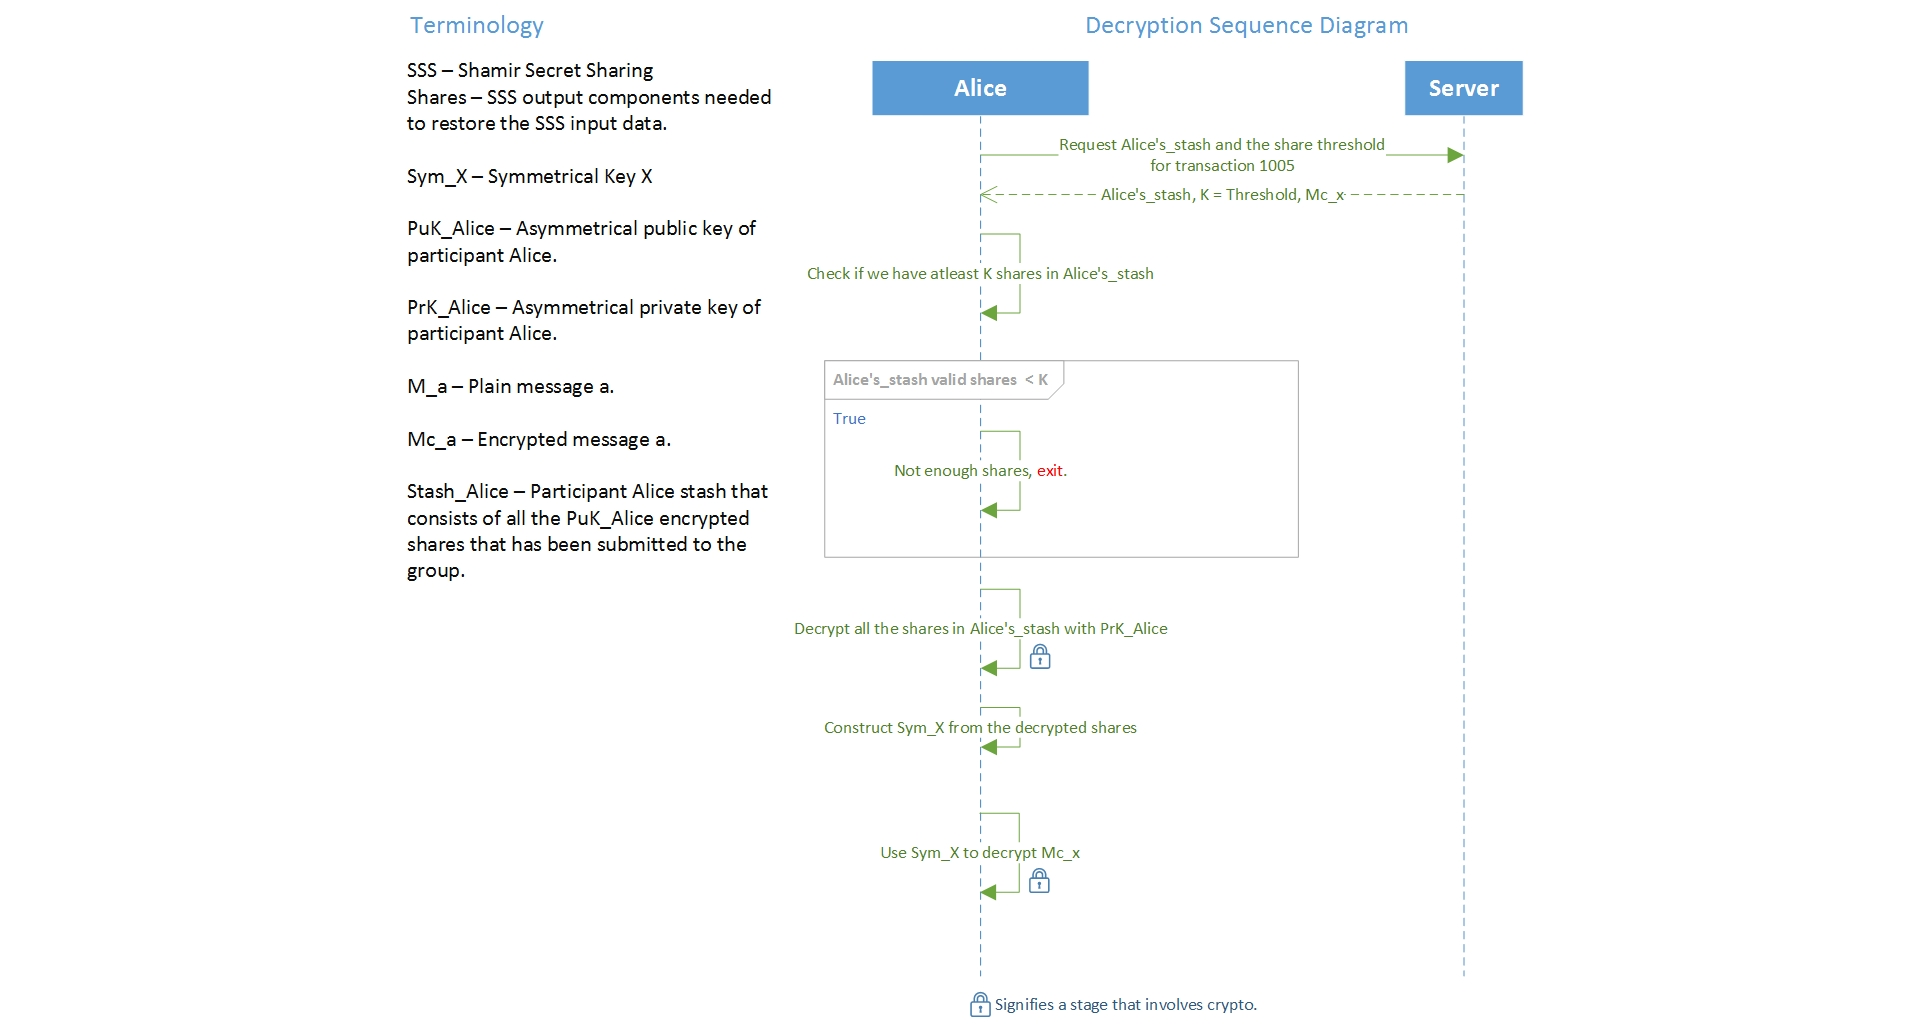 Terminology
SSS – Shamir Secret Sharing
Shares – SSS output components needed
to restore the SSS input data.
Sym_X – Symmetrical Key X
PuK_Alice – Asymmetrical public key of
participant Alice.
PrK_Alice – Asymmetrical private key of
participant Alice.
M_a – Plain message a.
Mc_a – Encrypted message a.
Stash_Alice – Participant Alice stash that
consists of all the PuK_Alice encrypted
shares that has been submitted to the
group.
Decryption Sequence Diagram
Alice
Server
Request Alice's_stash and the share threshold
for transaction 1005
Alice's_stash, K = Threshold, Mc_x
Check if we have atleast K shares in Alice's_stash
Alice's_stash valid shares < K
True
Not enough shares, exit.
Decrypt all the shares in Alice's_stash with PrK_Alice
Construct Sym_X from the decrypted shares
Use Sym_X to decrypt Mc_x
Signifies a stage that involves crypto.